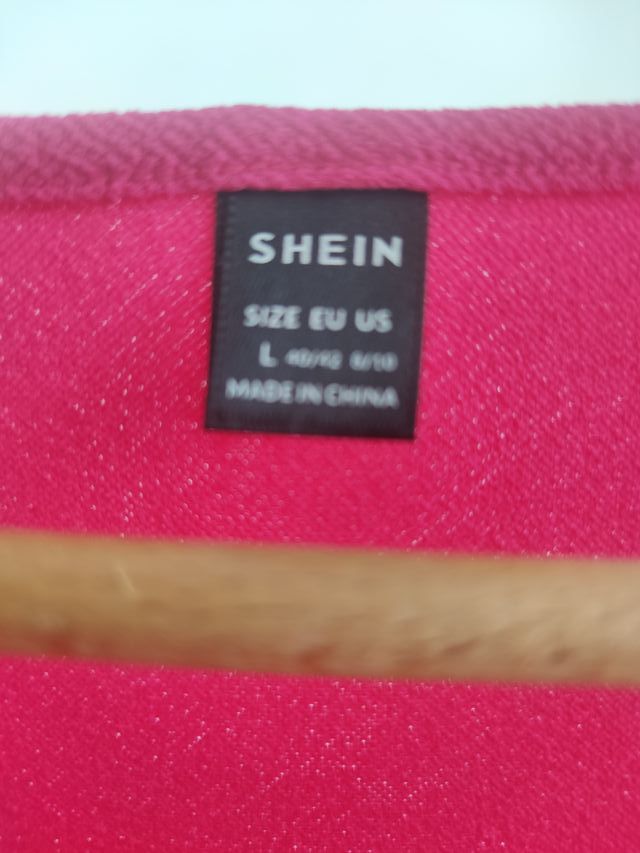 SHEIN
SIZE EU US
L 40/42 8/10
MADE IN CHINA